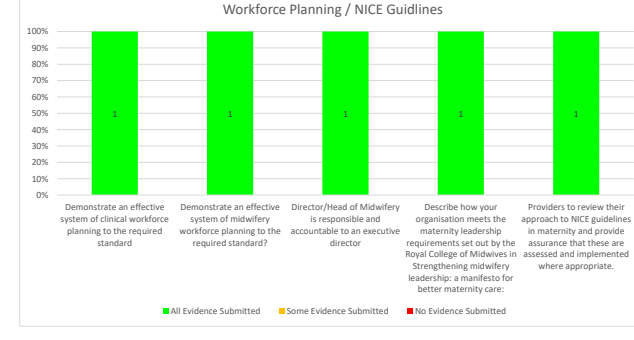 Workforce Planning / NICE Guidlines
100%
90%
80%
70%
60%
50%
40%
30%
20%
10%
0%
1
1
1
1
1
Demonstrate an effective
system of clinical workforce
planning to the required
standard
Demonstrate an effective
system of midwifery
workforce planning to the
required standard?
Director/Head of Midwifery
is responsible and
accountable to an executive
director
Describe how your
organisation meets the
maternity leadership
requirements set out by the
Royal College of Midwives in
Strengthening midwifery
leadership: a manifesto for
better maternity care:
Providers to review their
approach to NICE guidelines
in maternity and provide
assurance that these are
assessed and implemented
where appropriate.
All Evidence Submitted
Some Evidence Submitted
No Evidence Submitted